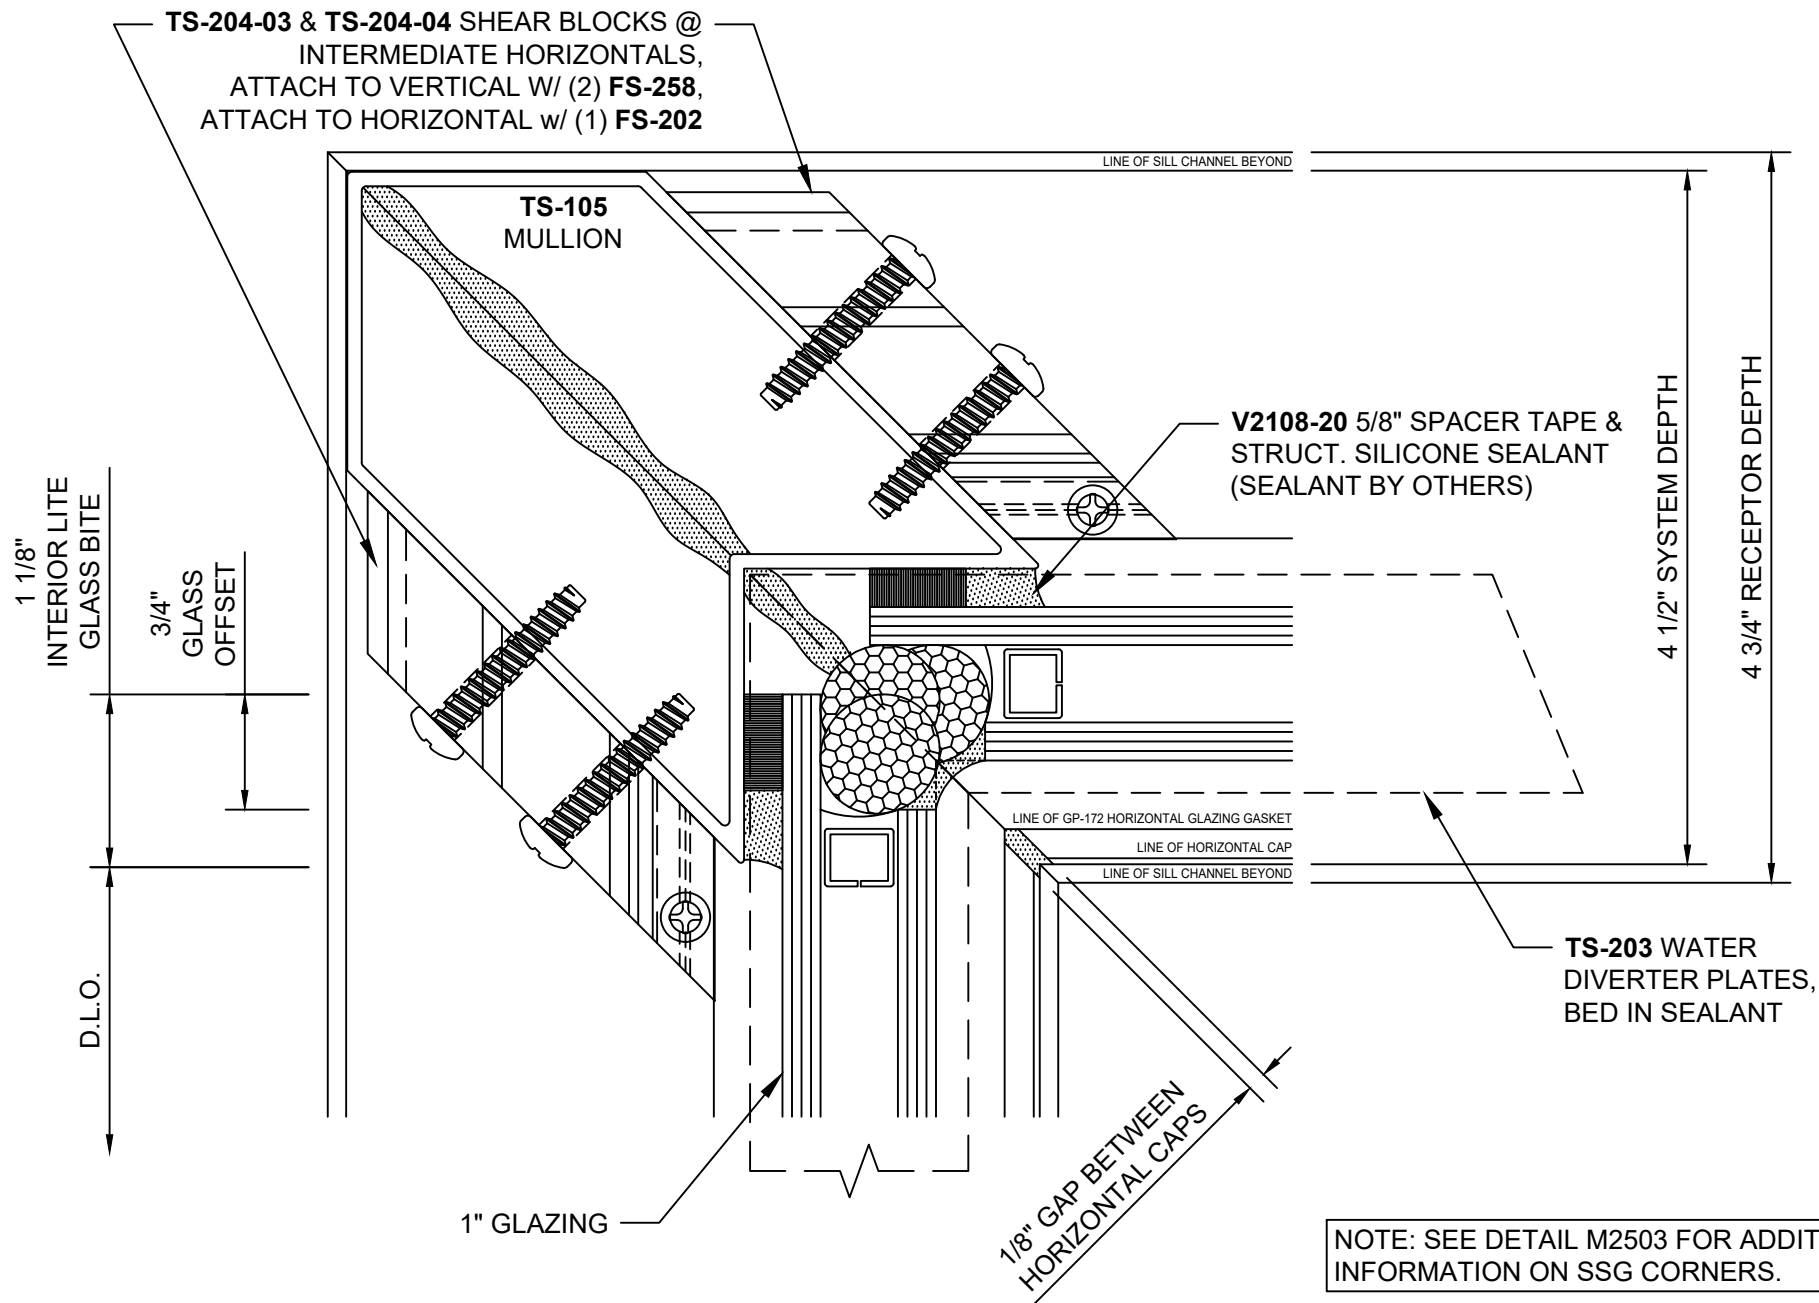 TS-204-03 & TS-204-04 SHEAR BLOCKS @
INTERMEDIATE HORIZONTALS,
ATTACH TO VERTICAL W/ (2) FS-258,
ATTACH TO HORIZONTAL w/ (1) FS-202
LINE OF SILL CHANNEL BEYOND
TS-105
MULLION
V2108-20 5/8" SPACER TAPE &
STRUCT. SILICONE SEALANT
(SEALANT BY OTHERS)
4 1/2" SYSTEM DEPTH
4 3/4" RECEPTOR DEPTH
1 1/8"
INTERIOR LITE
GLASS BITE
3/4"
GLASS
OFFSET
D.L.O.
LINE OF GP-172 HORIZONTAL GLAZING GASKET
LINE OF HORIZONTAL CAP
LINE OF SILL CHANNEL BEYOND
TS-203 WATER
DIVERTER PLATES,
BED IN SEALANT
1/8" GAP BETWEEN
HORIZONTAL CAPS
1" GLAZING
NOTE: SEE DETAIL M2503 FOR ADDIT
INFORMATION ON SSG CORNERS.